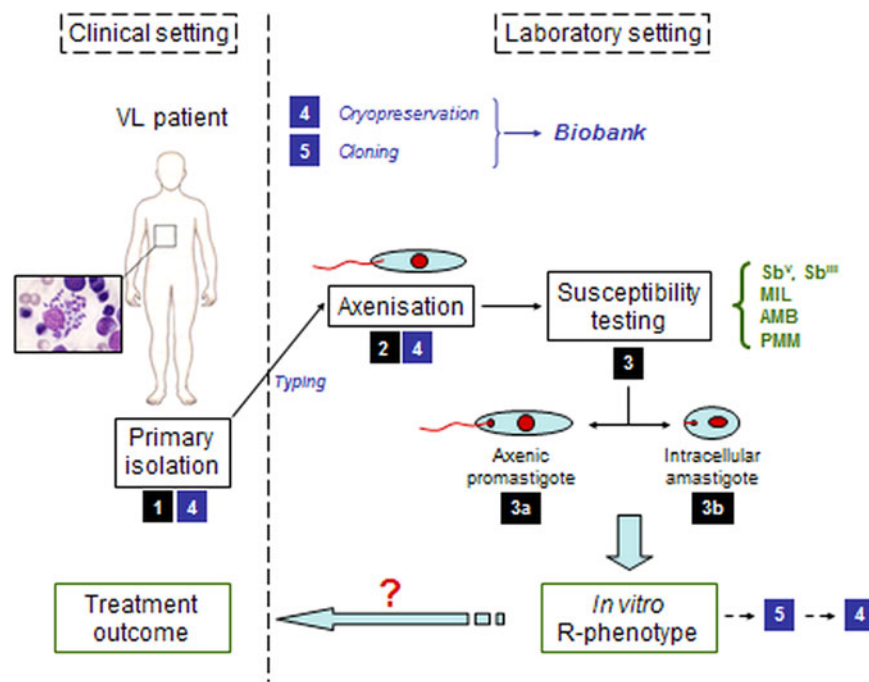 Clinical setting
Laboratory setting
VL patient
4 Cryopreservation
5 Cloning
Biobank
Axenisation
2 4
Susceptibility
testing
3
Sbᵛ, Sbᴵᴵᴵ
MIL
AMB
PMM
Typing
Primary
isolation
1 4
Axenic
promastigote
3a
Intracellular
amastigote
3b
?
Treatment
outcome
In vitro
R-phenotype
5 4